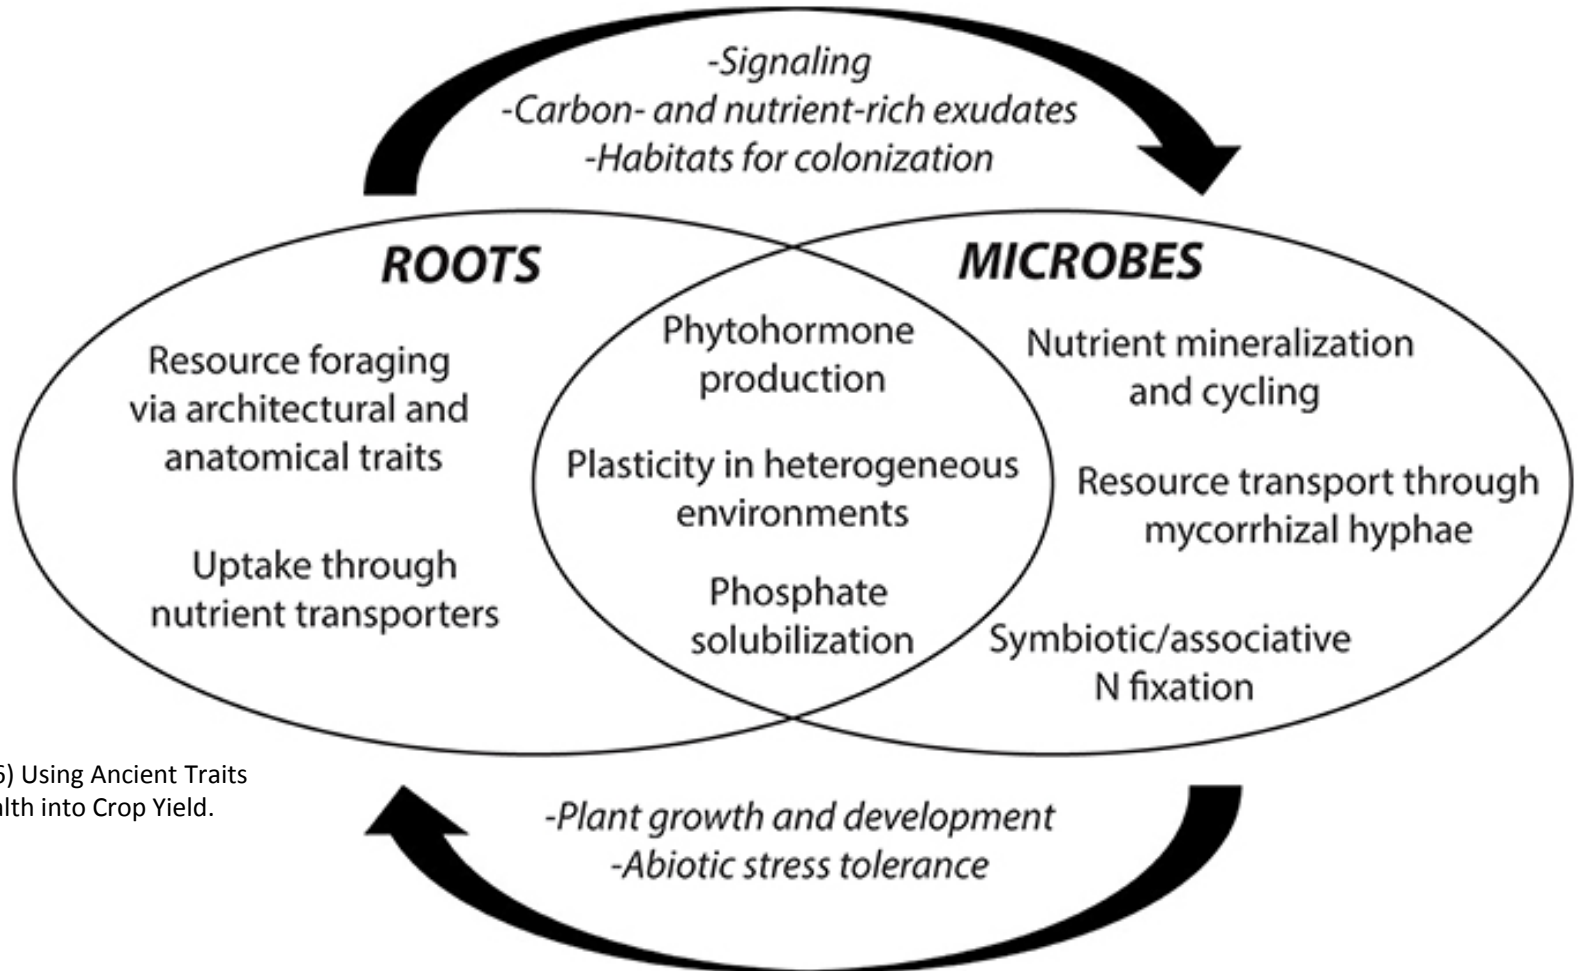 -Signaling
-Carbon- and nutrient-rich exudates
-Habitats for colonization
ROOTS
MICROBES
Resource foraging
via architectural and
anatomical traits
Uptake through
nutrient transporters
Phytohormone
production
Plasticity in heterogeneous
environments
Phosphate
solubilization
Nutrient mineralization
and cycling
Resource transport through
mycorrhizal hyphae
Symbiotic/associative
N fixation
6) Using Ancient Traits
alth into Crop Yield.
-Plant growth and development
-Abiotic stress tolerance